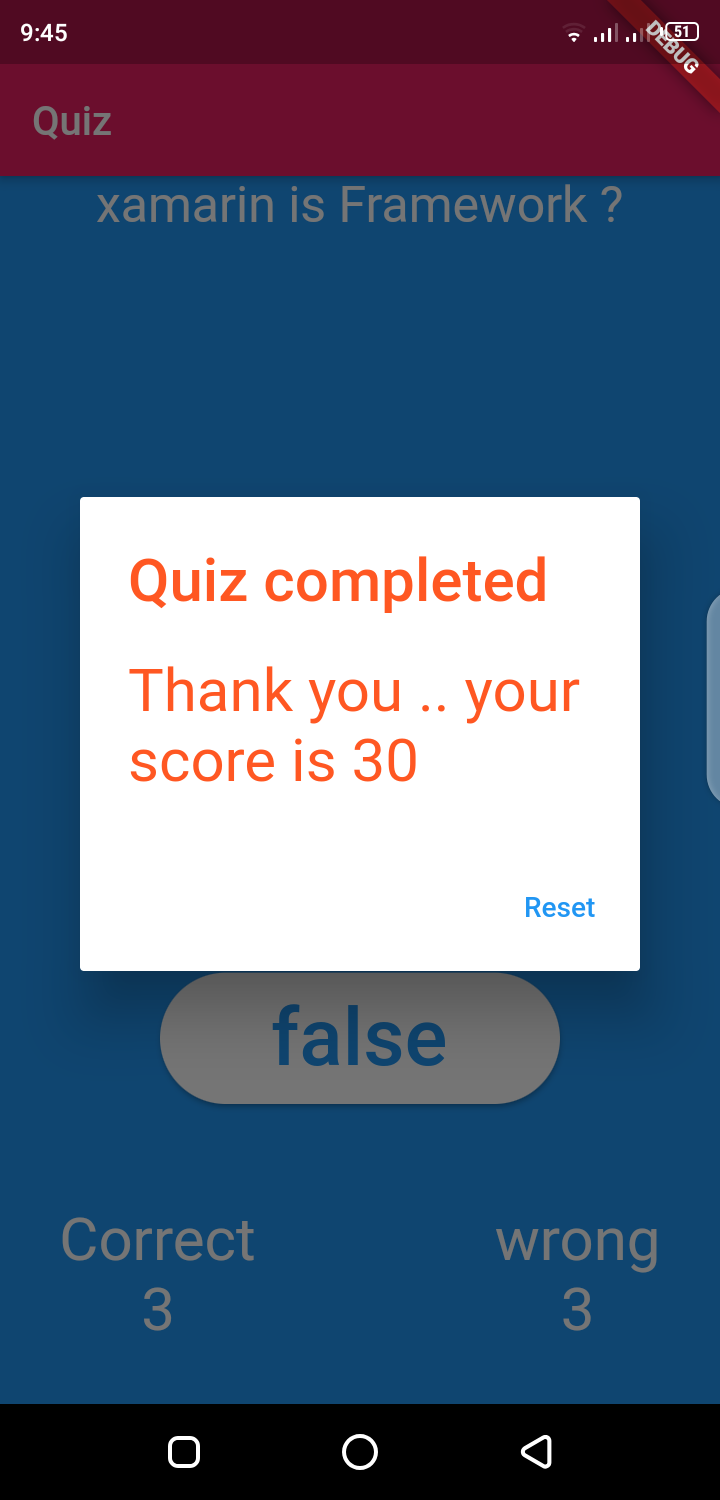 9:45
51
DEBUG
Quiz
xamarin is Framework ?
Quiz completed
Thank you .. your
score is 30
Reset
false
Correct
wrong
3
3